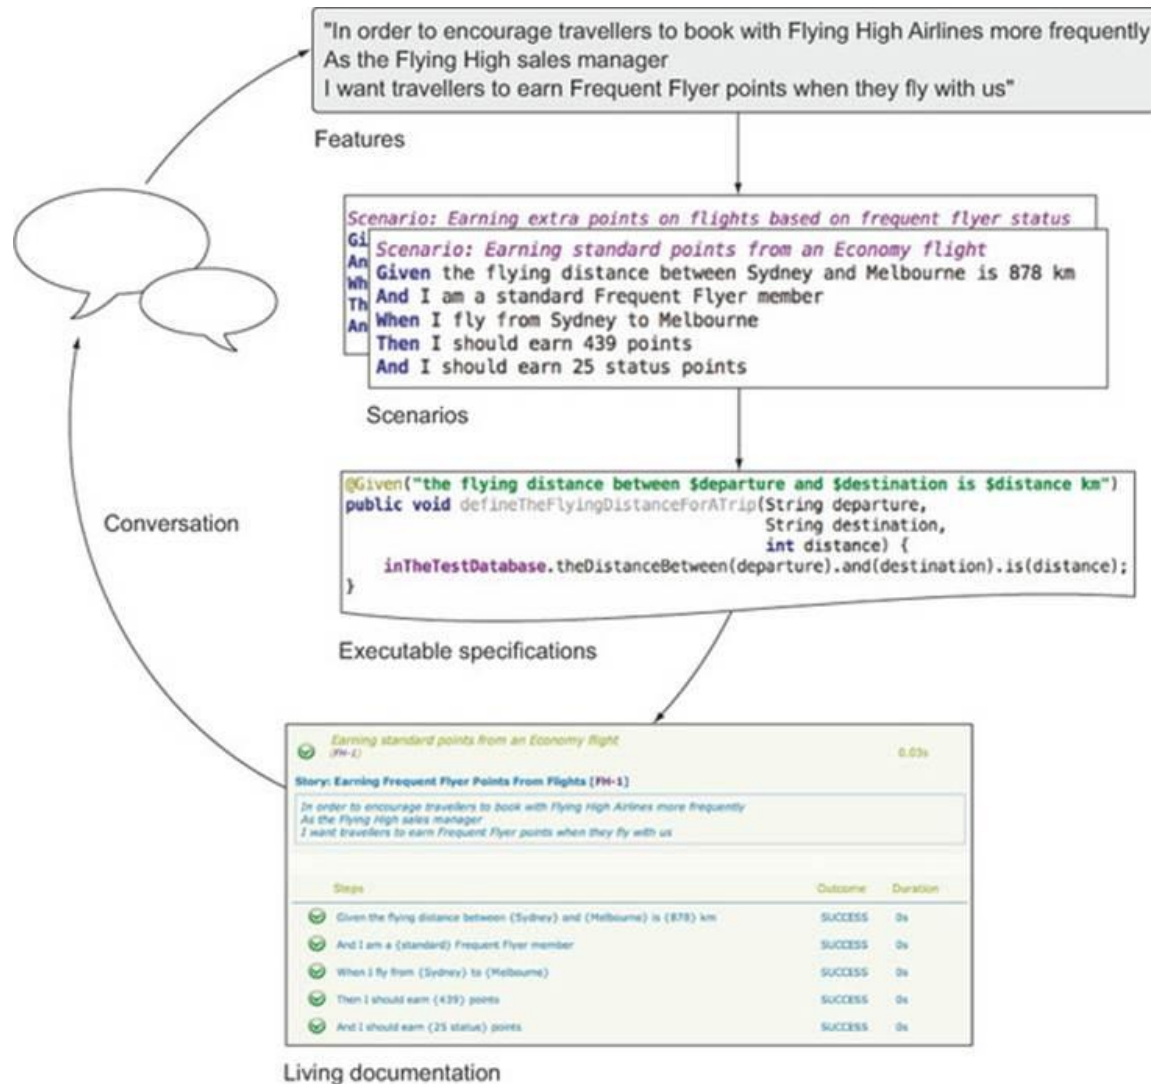 "In order to encourage travellers to book with Flying High Airlines more frequently
As the Flying High sales manager
I want travellers to earn Frequent Flyer points when they fly with us"
Features
Scenario: Earning extra points on flights based on frequent flyer status
Gi
An
Wh
Th
An
Scenario: Earning standard points from an Economy flight
Given the flying distance between Sydney and Melbourne is 878 km
And I am a standard Frequent Flyer member
When I fly from Sydney to Melbourne
Then I should earn 439 points
And I should earn 25 status points
Scenarios
@Given("the flying distance between $departure and $destination is $distance km")
public void defineTheFlyingDistanceForATrip(String departure,
String destination,
int distance) {
inTheTestDatabase.theDistanceBetween(departure).and(destination).is(distance);
}
Executable specifications
Conversation
Earning standard points from an Economy flight
(FH-1)
0.03s
Story: Earning Frequent Flyer Points From Flights [FH-1]
In order to encourage travellers to book with Flying High Airlines more frequently
As the Flying High sales manager
I want travellers to earn Frequent Flyer points when they fly with us
Steps Outcome Duration
Given the flying distance between {Sydney} and {Melbourne} is {878} km SUCCESS 0s
And I am a {standard} Frequent Flyer member SUCCESS 0s
When I fly from {Sydney} to {Melbourne} SUCCESS 0s
Then I should earn {439} points SUCCESS 0s
And I should earn {25 status} points SUCCESS 0s
Living documentation